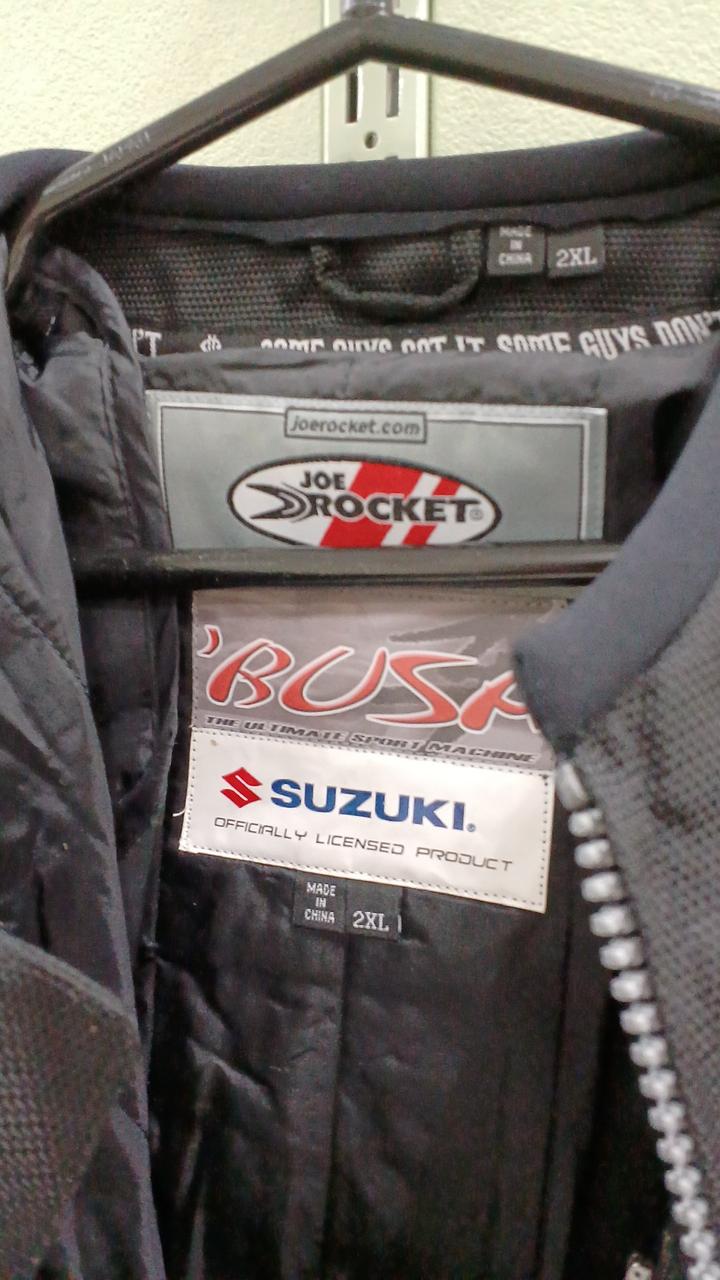 MADE
IN
CHINA
2XL
SOME GUYS GOT IT, SOME GUYS DON'T
joerocket.com
JOE
ROCKET®
'BUSA
THE ULTIMATE SPORT MACHINE
SUZUKI®
OFFICIALLY LICENSED PRODUCT
MADE
IN
CHINA
2XL